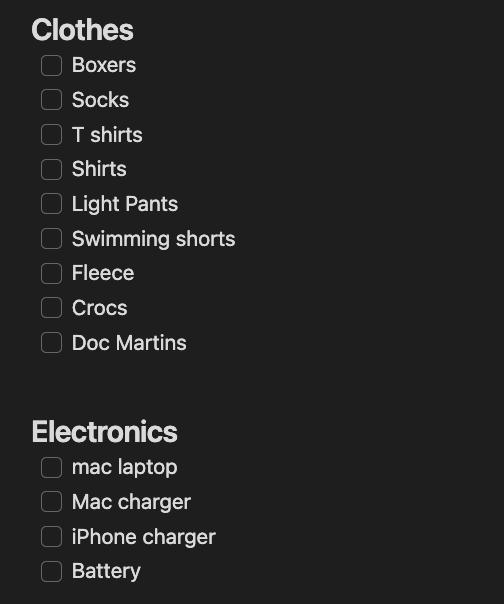 Clothes
Boxers
Socks
T shirts
Shirts
Light Pants
Swimming shorts
Fleece
Crocs
Doc Martins
Electronics
mac laptop
Mac charger
iPhone charger
Battery